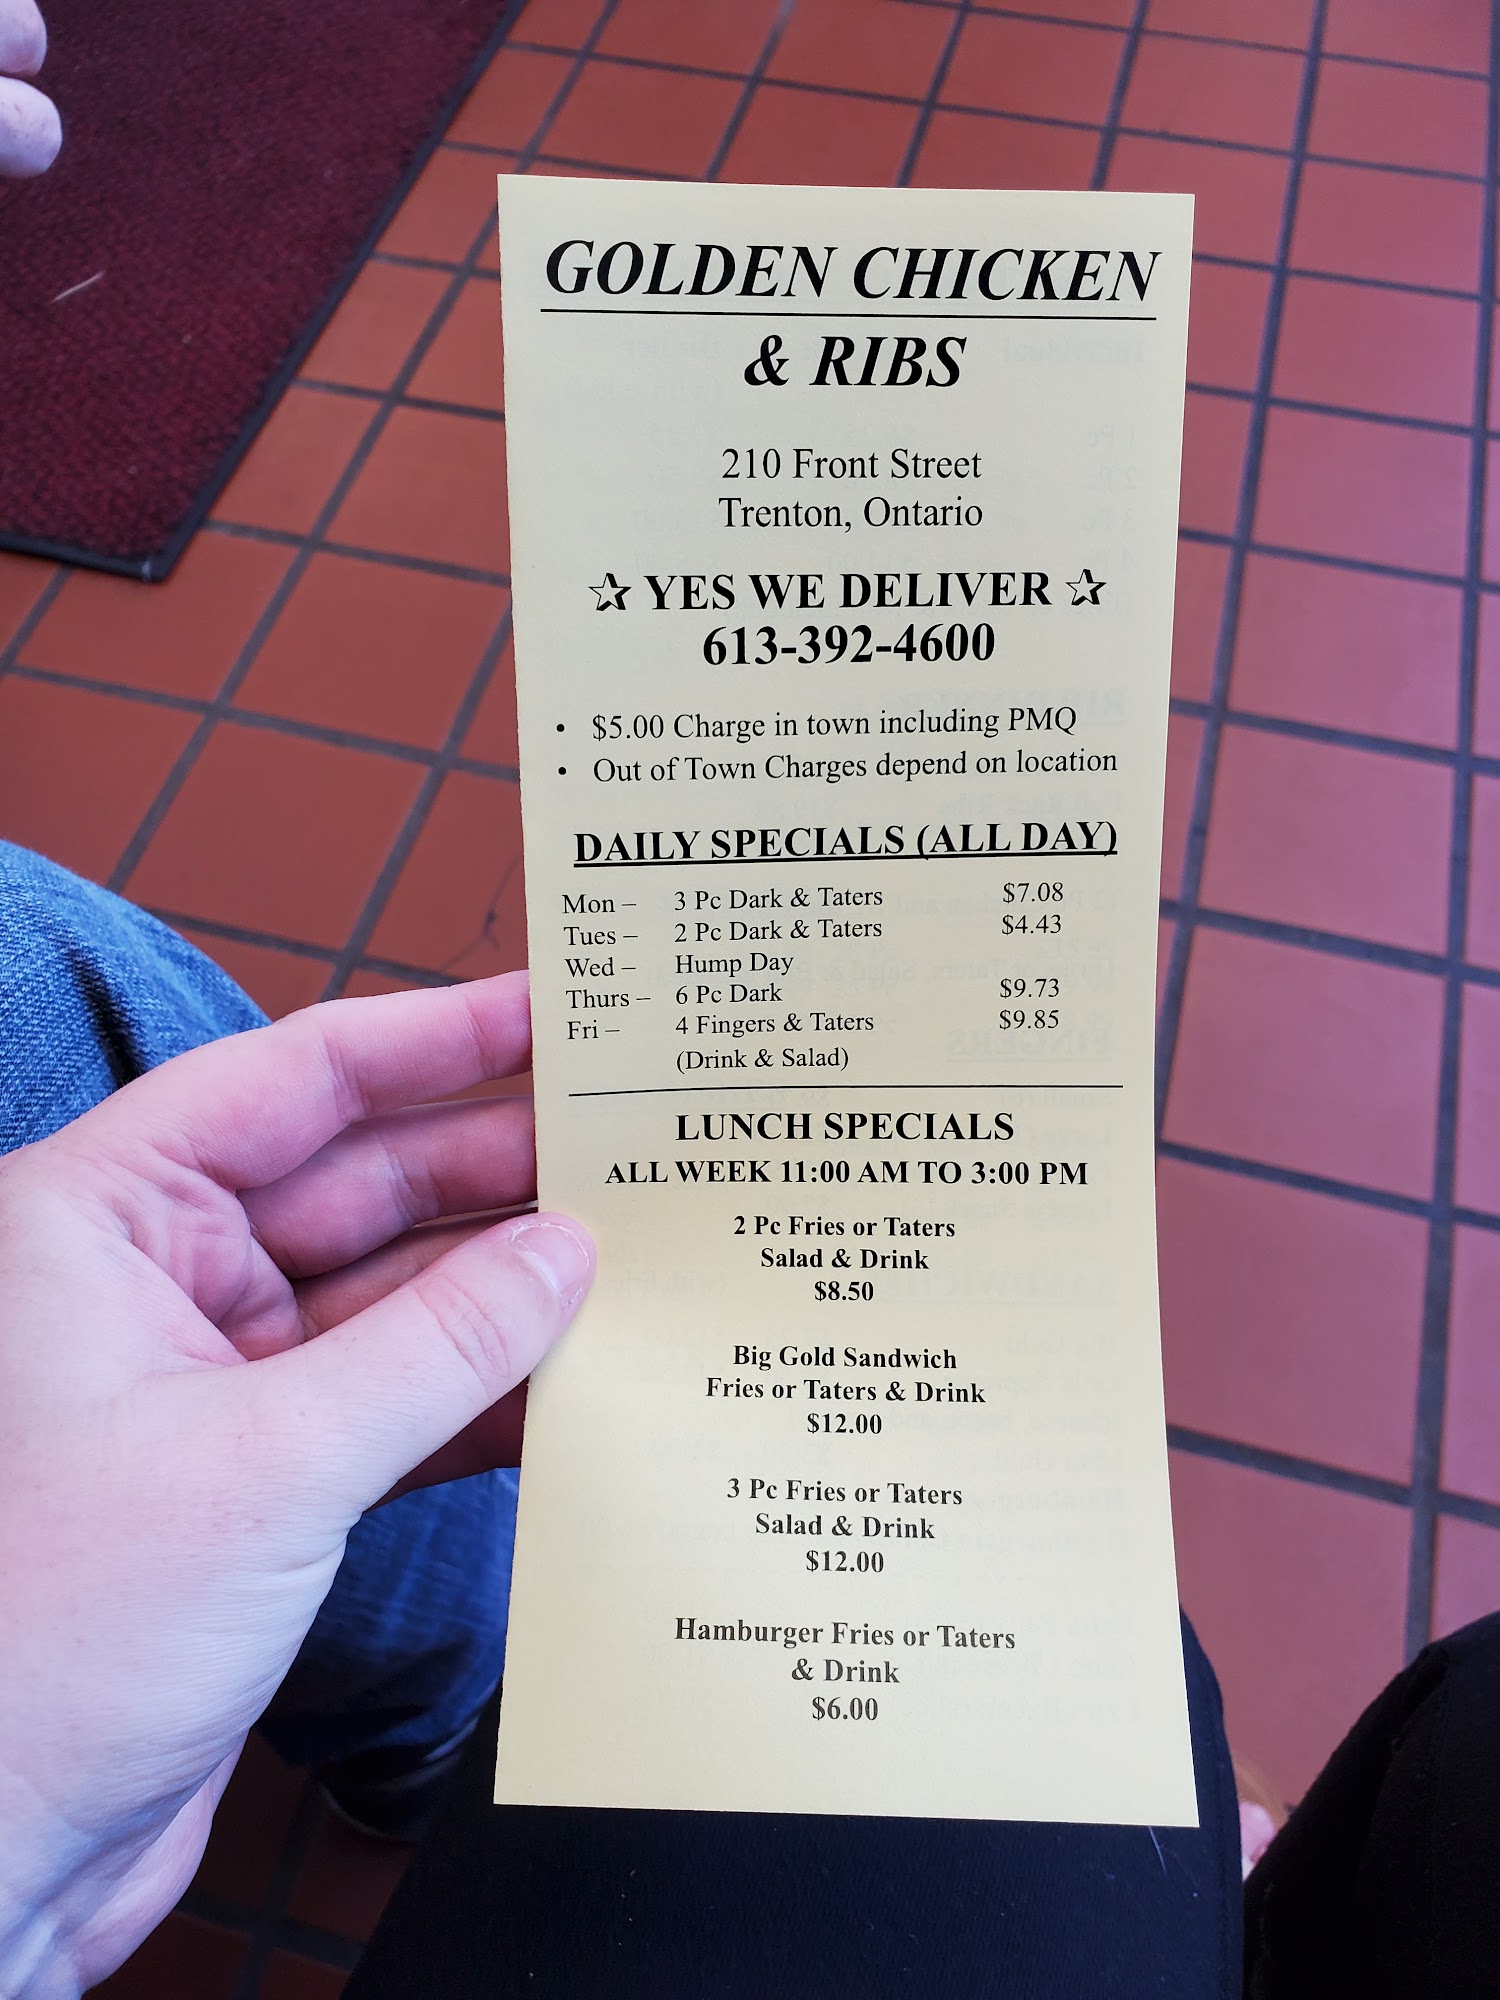 GOLDEN CHICKEN
& RIBS
210 Front Street
Trenton, Ontario
☆ YES WE DELIVER ☆
613-392-4600
• $5.00 Charge in town including PMQ
• Out of Town Charges depend on location
DAILY SPECIALS (ALL DAY)
Mon – 3 Pc Dark & Taters $7.08
Tues – 2 Pc Dark & Taters $4.43
Wed – Hump Day
Thurs – 6 Pc Dark $9.73
Fri – 4 Fingers & Taters $9.85
(Drink & Salad)
LUNCH SPECIALS
ALL WEEK 11:00 AM TO 3:00 PM
2 Pc Fries or Taters
Salad & Drink
$8.50
Big Gold Sandwich
Fries or Taters & Drink
$12.00
3 Pc Fries or Taters
Salad & Drink
$12.00
Hamburger Fries or Taters
& Drink
$6.00